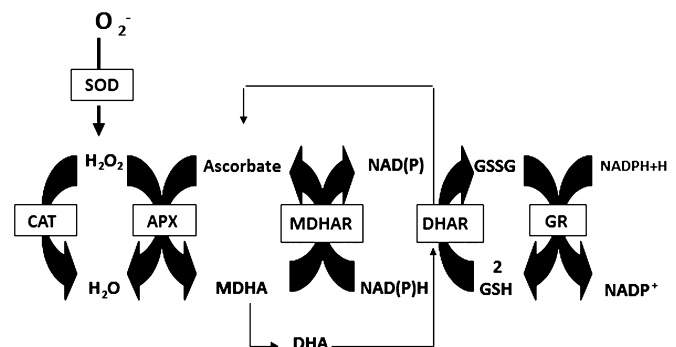 O₂⁻
SOD
H₂O₂ Ascorbate NAD(P) GSSG NADPH+H
CAT APX MDHAR DHAR GR
H₂O MDHA NAD(P)H 2 GSH NADP⁺
DHA